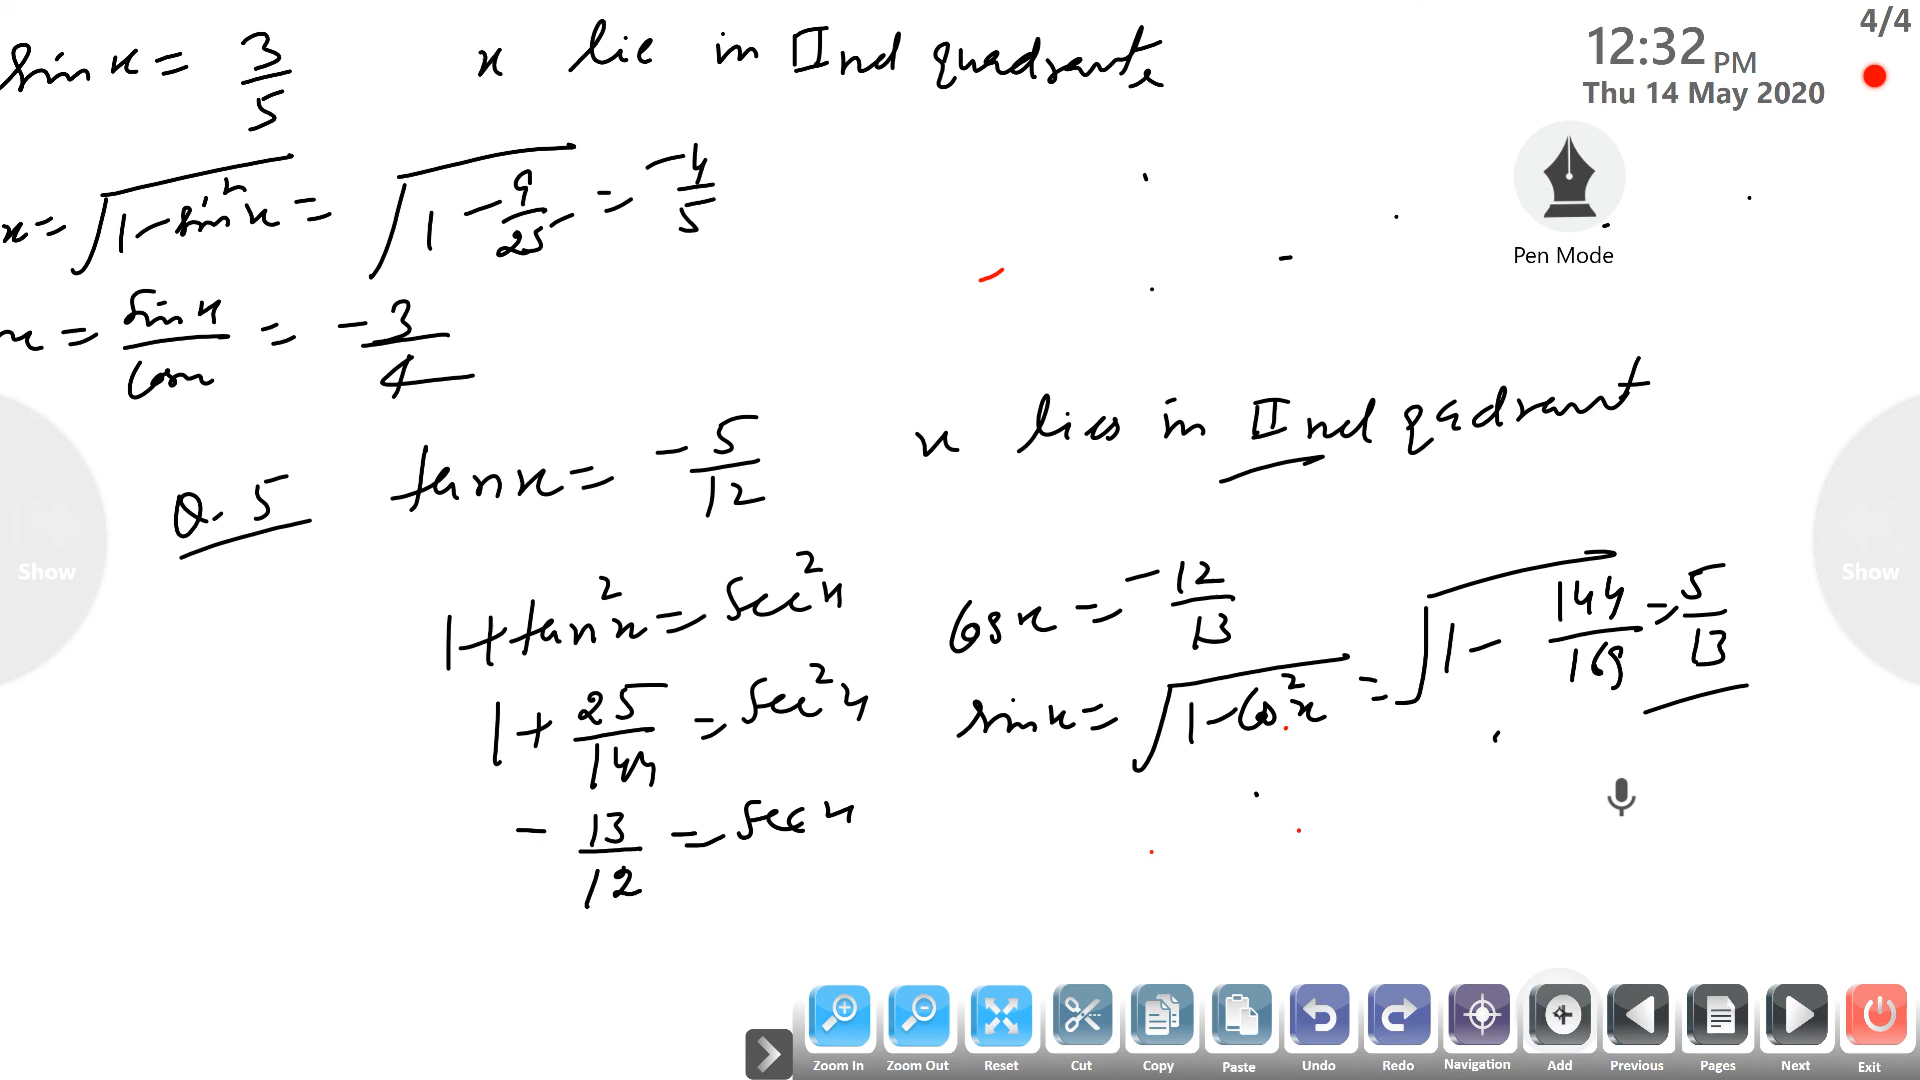 4/4
12:32 PM
Thu 14 May 2020
Pen Mode
sin x = 3/5 x lie in IInd quadrante
x = √(1 - sin²x) = √(1 - 9/25) = -4/5
x = sin x / cos x = -3/4
Q. 5 tan x = -5/12 x lies in IInd qadrant
1 + tan²x = sec²x
1 + 25/144 = sec²x
-13/12 = sec x
cos x = -12/13
sin x = √(1 - cos²x) = √(1 - 144/169) = 5/13
Show
Show
Zoom In Zoom Out Reset Cut Copy Paste Undo Redo Navigation Add Previous Pages Next Exit